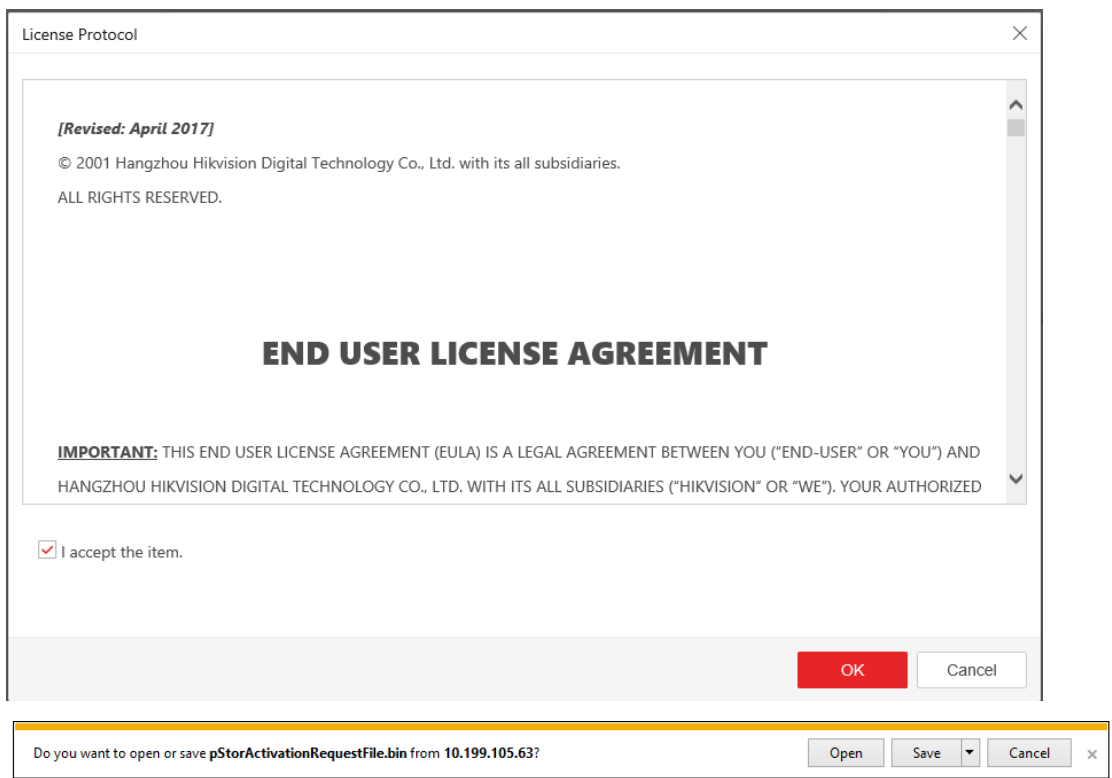 License Protocol
[Revised: April 2017]
© 2001 Hangzhou Hikvision Digital Technology Co., Ltd. with its all subsidiaries.
ALL RIGHTS RESERVED.
END USER LICENSE AGREEMENT
IMPORTANT: THIS END USER LICENSE AGREEMENT (EULA) IS A LEGAL AGREEMENT BETWEEN YOU (“END-USER” OR “YOU”) AND
HANGZHOU HIKVISION DIGITAL TECHNOLOGY CO., LTD. WITH ITS ALL SUBSIDIARIES (“HIKVISION” OR “WE”). YOUR AUTHORIZED
I accept the item.
OK Cancel
Do you want to open or save pStorActivationRequestFile.bin from 10.199.105.63? Open Save Cancel